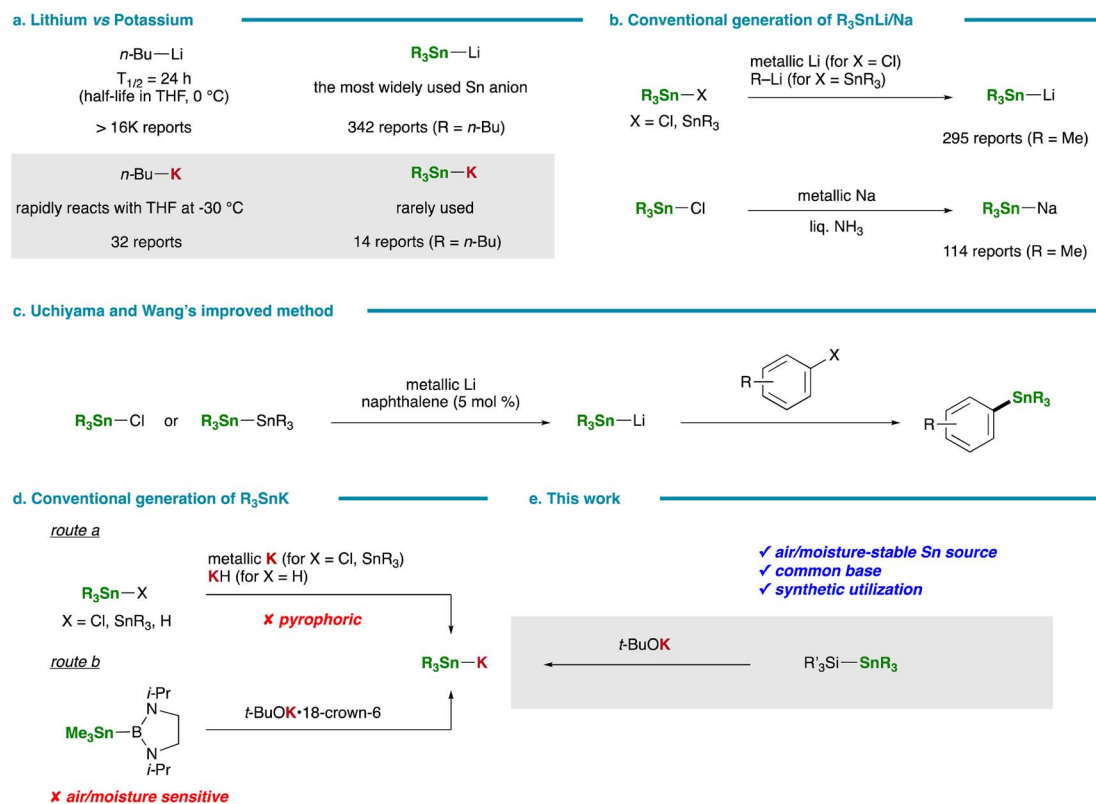 a. Lithium vs Potassium
n-Bu—Li
T1/2 = 24 h
(half-life in THF, 0 °C)
> 16K reports
R3Sn—Li
the most widely used Sn anion
342 reports (R = n-Bu)
n-Bu—K
rapidly reacts with THF at -30 °C
32 reports
R3Sn—K
rarely used
14 reports (R = n-Bu)
b. Conventional generation of R3SnLi/Na
R3Sn—X
X = Cl, SnR3
metallic Li (for X = Cl)
R–Li (for X = SnR3)
R3Sn—Li
295 reports (R = Me)
R3Sn—Cl
metallic Na
liq. NH3
R3Sn—Na
114 reports (R = Me)
c. Uchiyama and Wang's improved method
R3Sn—Cl or R3Sn—SnR3
metallic Li
naphthalene (5 mol %)
R3Sn—Li
R
X
R
SnR3
d. Conventional generation of R3SnK
route a
R3Sn—X
X = Cl, SnR3, H
metallic K (for X = Cl, SnR3)
KH (for X = H)
✘ pyrophoric
R3Sn—K
route b
i-Pr
N
Me3Sn—B
N
i-Pr
t-BuOK•18-crown-6
✘ air/moisture sensitive
e. This work
✓ air/moisture-stable Sn source
✓ common base
✓ synthetic utilization
t-BuOK
R'3Si—SnR3